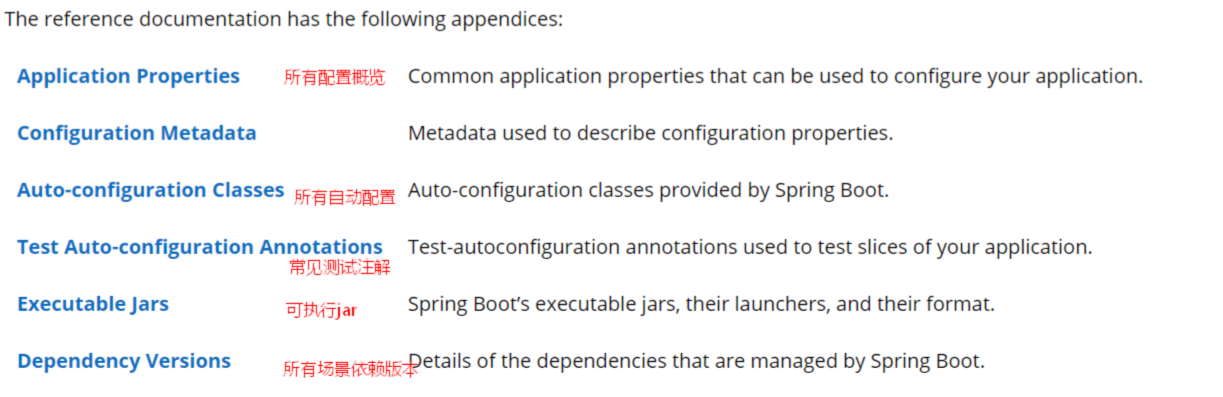 The reference documentation has the following appendices:
Application Properties 所有配置概览 Common application properties that can be used to configure your application.
Configuration Metadata Metadata used to describe configuration properties.
Auto-configuration Classes 所有自动配置 Auto-configuration classes provided by Spring Boot.
Test Auto-configuration Annotations Test-autoconfiguration annotations used to test slices of your application.
常见测试注解
Executable Jars 可执行jar Spring Boot’s executable jars, their launchers, and their format.
Dependency Versions 所有场景依赖版本 Details of the dependencies that are managed by Spring Boot.